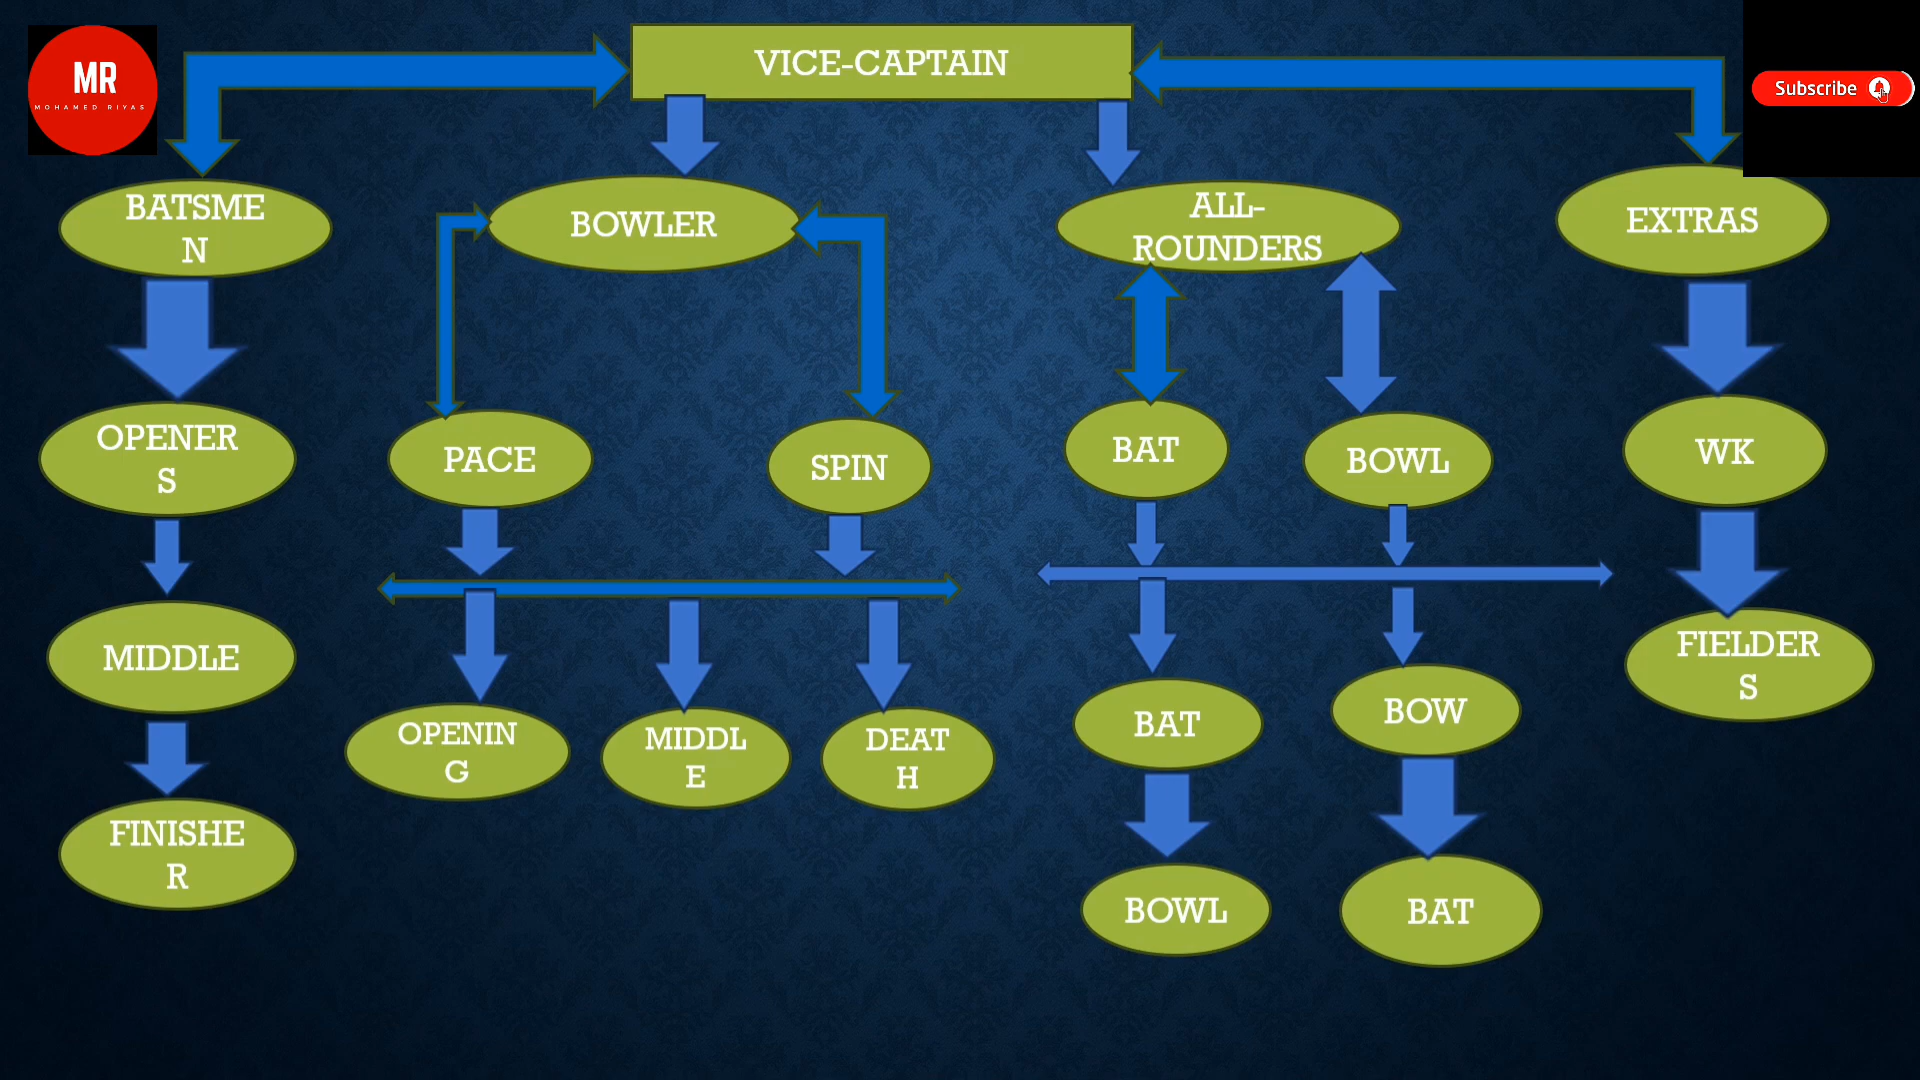 MR
MOHAMED RIYAS
VICE-CAPTAIN
Subscribe
BATSME
N
BOWLER
ALL-
ROUNDERS
EXTRAS
OPENER
S
PACE
SPIN
BAT
BOWL
WK
MIDDLE
FIELDER
S
OPENIN
G
MIDDL
E
DEAT
H
BAT
BOW
FINISHE
R
BOWL
BAT